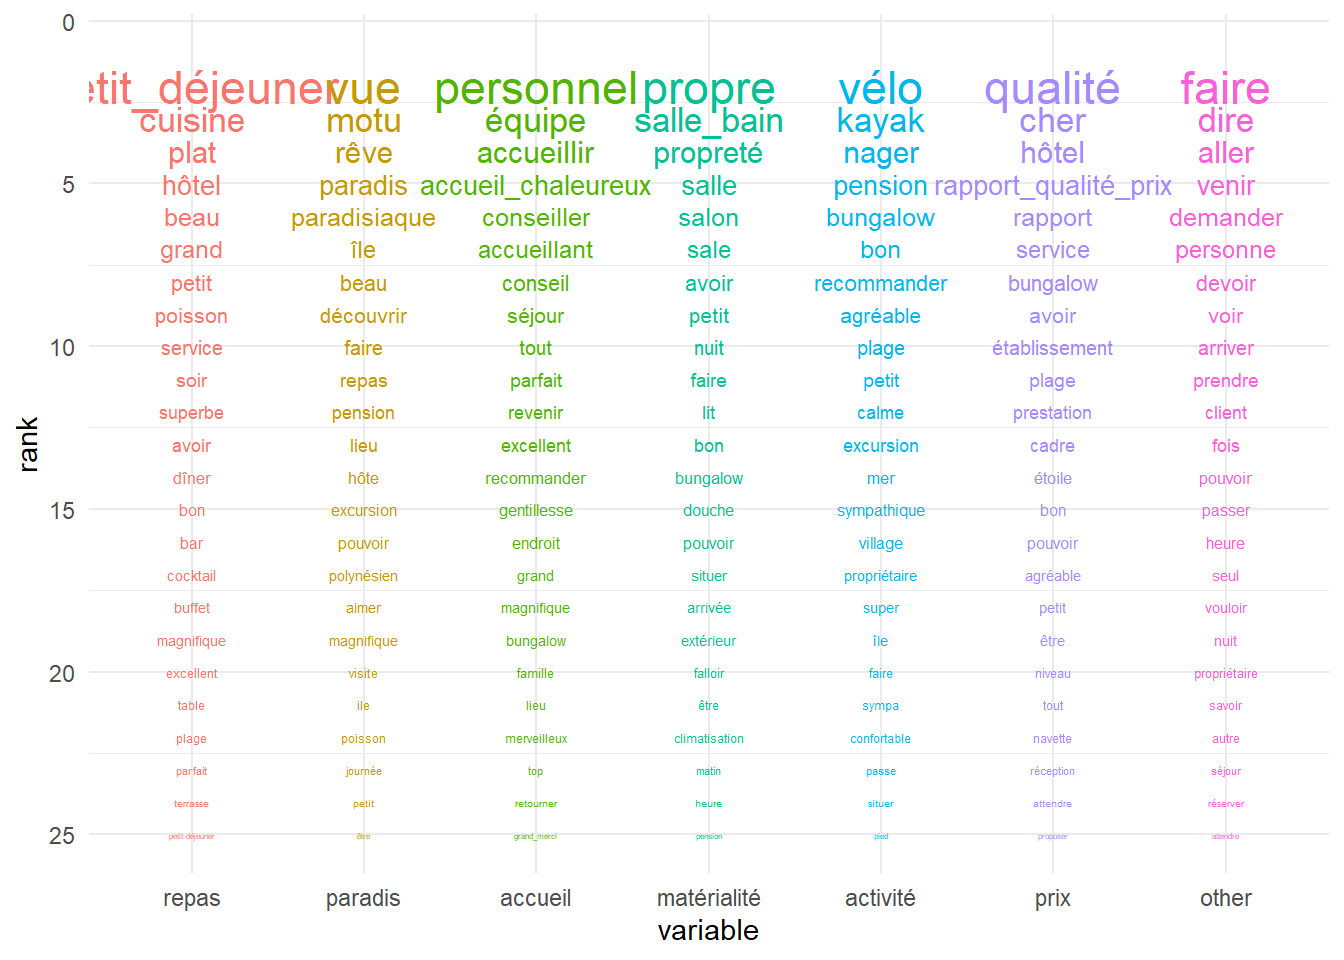 0
etit_déjeuner vue personnel propre vélo qualité faire
cuisine motu équipe salle_bain kayak cher dire
plat rêve accueillir propreté nager hôtel aller
5 hôtel paradis accueil_chaleureux salle pension rapport_qualité_prix venir
beau paradisiaque conseiller salon bungalow rapport demander
grand île accueillant sale bon service personne
petit beau conseil avoir recommander bungalow devoir
poisson découvrir séjour petit agréable avoir voir
10 service faire tout nuit plage établissement arriver
soir repas parfait faire petit plage prendre
superbe pension revenir lit calme prestation client
avoir lieu excellent bon excursion cadre fois
dîner hôte recommander bungalow mer étoile pouvoir
15 bon excursion gentillesse douche sympathique bon passer
bar pouvoir endroit pouvoir village pouvoir heure
cocktail polynésien grand situer propriétaire agréable seul
buffet aimer magnifique arrivée super petit vouloir
magnifique magnifique bungalow extérieur île être nuit
20 excellent visite famille falloir faire niveau propriétaire
table ile lieu être sympa tout savoir
plage poisson merveilleux climatisation confortable navette autre
parfait journée top matin passe réception séjour
terrasse petit retourner heure situer attendre réserver
25 petit-déjeuner être grand_merci pension pied proposer attendre
repas paradis accueil matérialité activité prix other
variable
rank